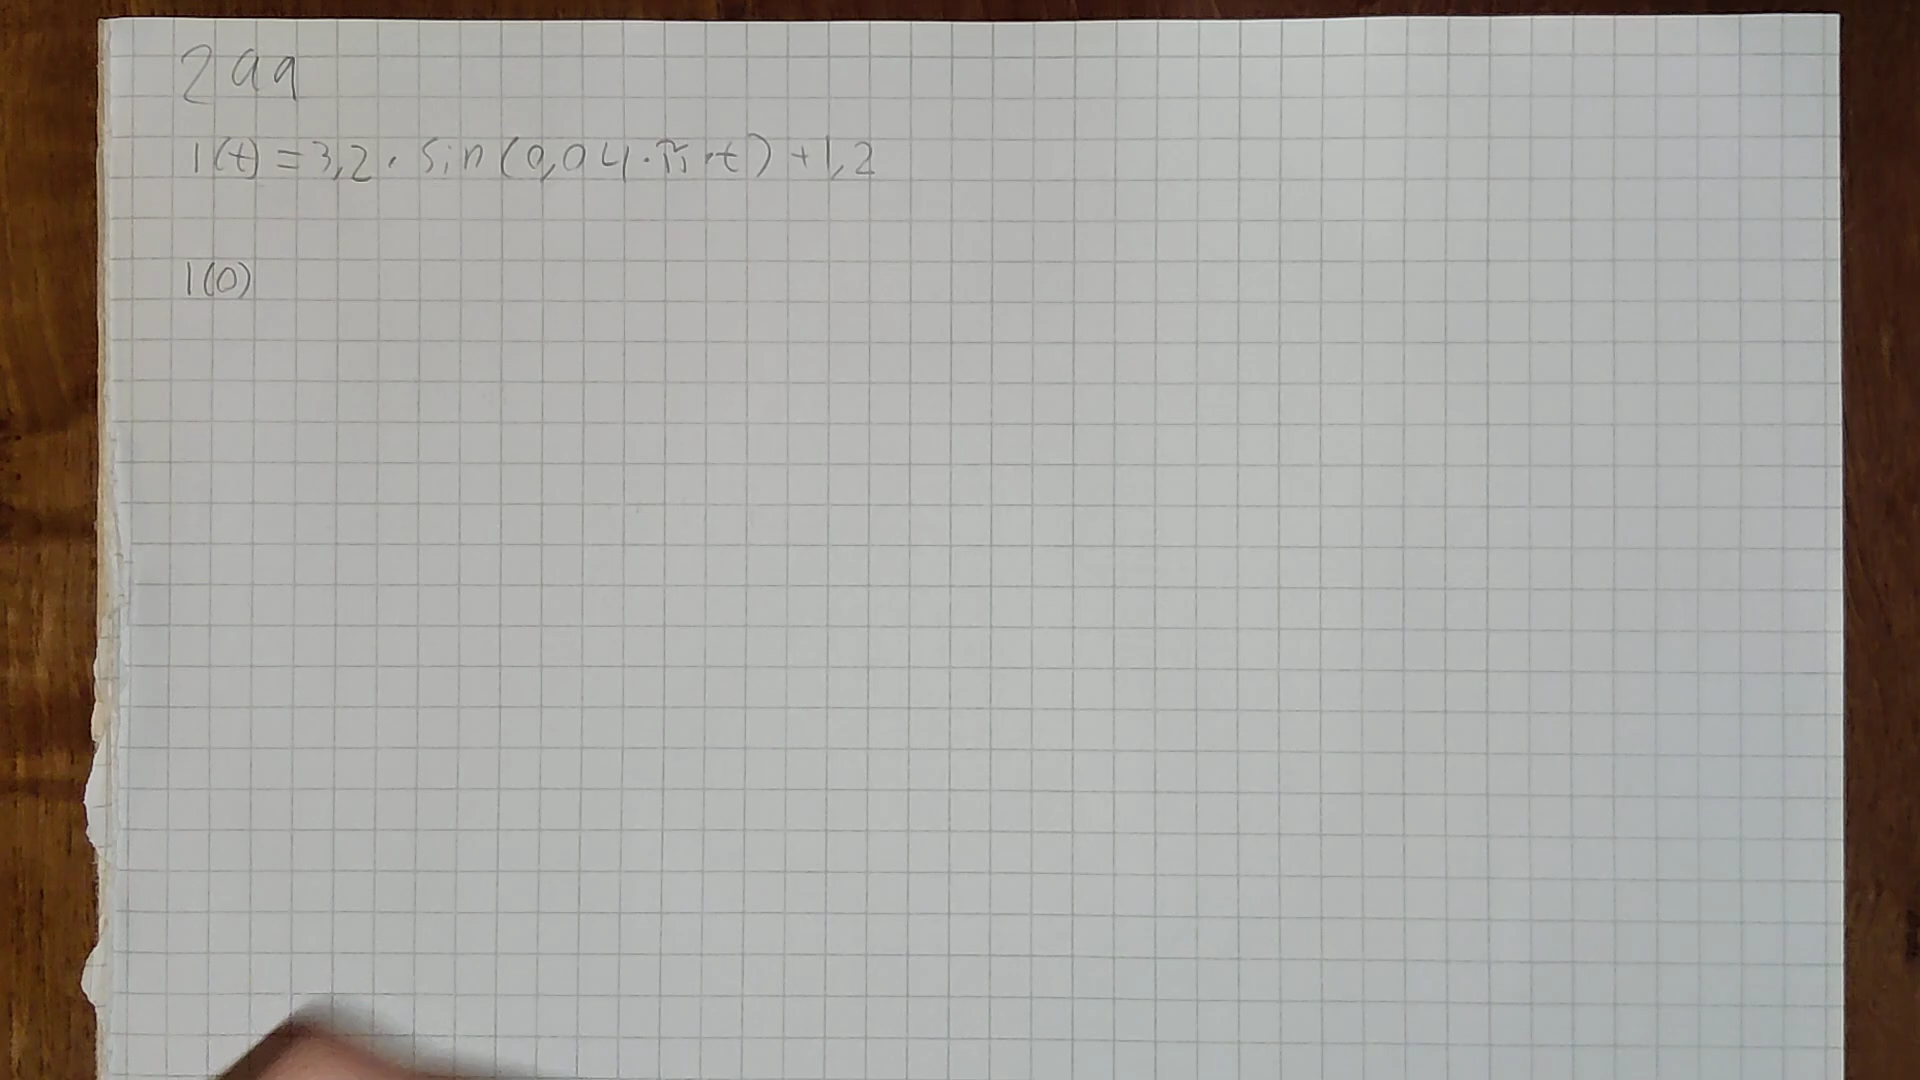 2aa
l(t) = 3,2 · sin(0,04 · π · t) + 1,2
l(0)